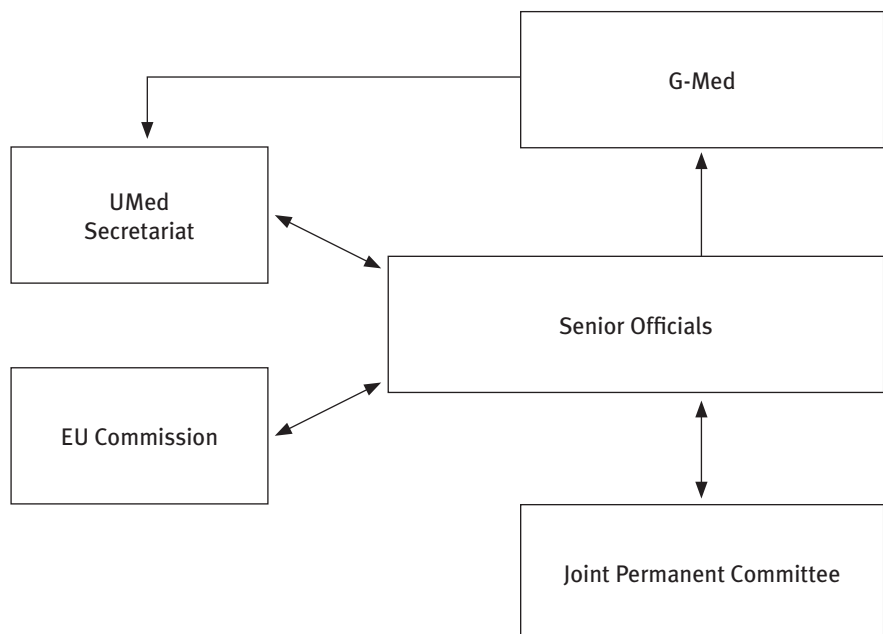 G-Med
UMed
Secretariat
Senior Officials
EU Commission
Joint Permanent Committee